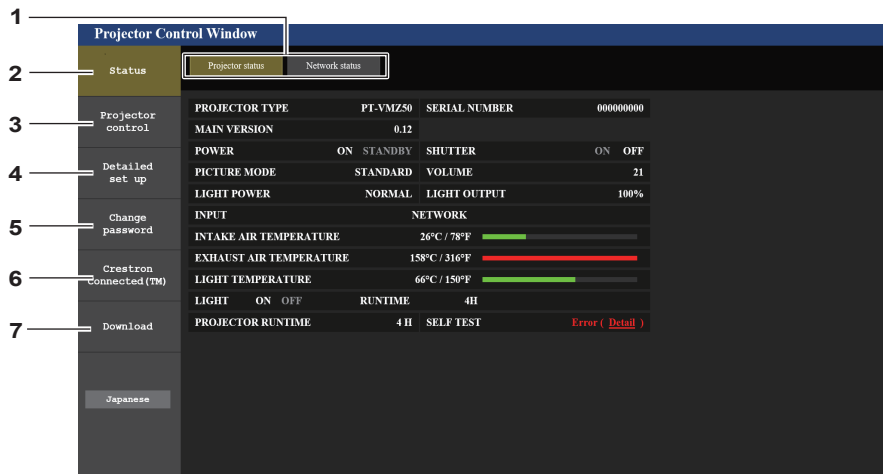 1
Projector Control Window
2
Status
Projector status Network status
3
Projector
control
4
Detailed
set up
5
Change
password
6
Crestron
Connected(TM)
7
Download
Japanese
PROJECTOR TYPE PT-VMZ50 SERIAL NUMBER 000000000
MAIN VERSION 0.12
POWER ON STANDBY SHUTTER ON OFF
PICTURE MODE STANDARD VOLUME 21
LIGHT POWER NORMAL LIGHT OUTPUT 100%
INPUT NETWORK
INTAKE AIR TEMPERATURE 26°C / 78°F
EXHAUST AIR TEMPERATURE 158°C / 316°F
LIGHT TEMPERATURE 66°C / 150°F
LIGHT ON OFF RUNTIME 4H
PROJECTOR RUNTIME 4 H SELF TEST Error ( Detail )